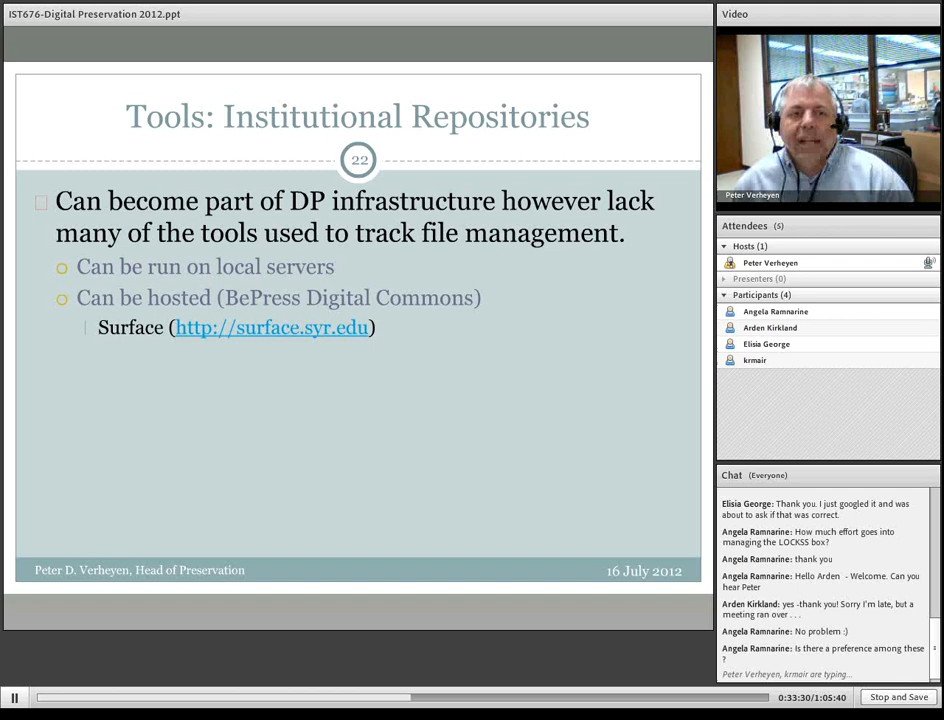 IST676-Digital Preservation 2012.ppt
Tools: Institutional Repositories
22
Can become part of DP infrastructure however lack
many of the tools used to track file management.
Can be run on local servers
Can be hosted (BePress Digital Commons)
Surface (http://surface.syr.edu)
Peter D. Verheyen, Head of Preservation
16 July 2012
Video
Peter Verheyen
Attendees (5)
Hosts (1)
Peter Verheyen
Presenters (0)
Participants (4)
Angela Ramnarine
Arden Kirkland
Elisia George
krmair
Chat (Everyone)
Elisia George: Thank you. I just googled it and was
about to ask if that was correct.
Angela Ramnarine: How much effort goes into
managing the LOCKSS box?
Angela Ramnarine: thank you
Angela Ramnarine: Hello Arden - Welcome. Can you
hear Peter
Arden Kirkland: yes -thank you! Sorry I'm late, but a
meeting ran over . . .
Angela Ramnarine: No problem :)
Angela Ramnarine: Is there a preference among these
?
Peter Verheyen, krmair are typing...
0:33:30/1:05:40
Stop and Save